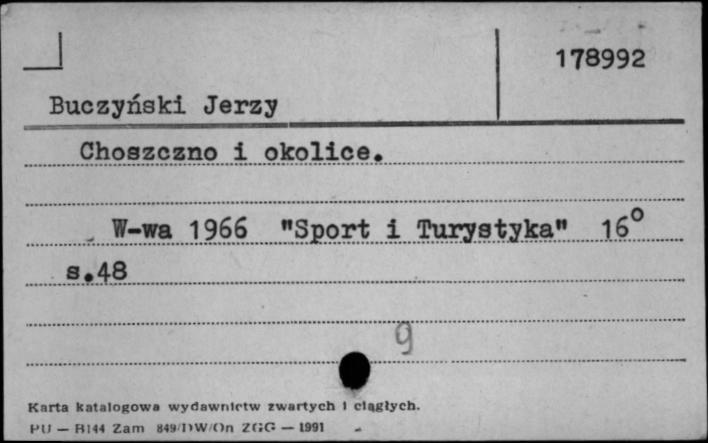 178992
Buczyński Jerzy
Choszczno i okolice.
W-wa 1966 "Sport i Turystyka" 16°
s.48
9
Karta katalogowa wydawnictw zwartych i ciągłych.
PU — B144 Zam 849/DW/On ZGG — 1991